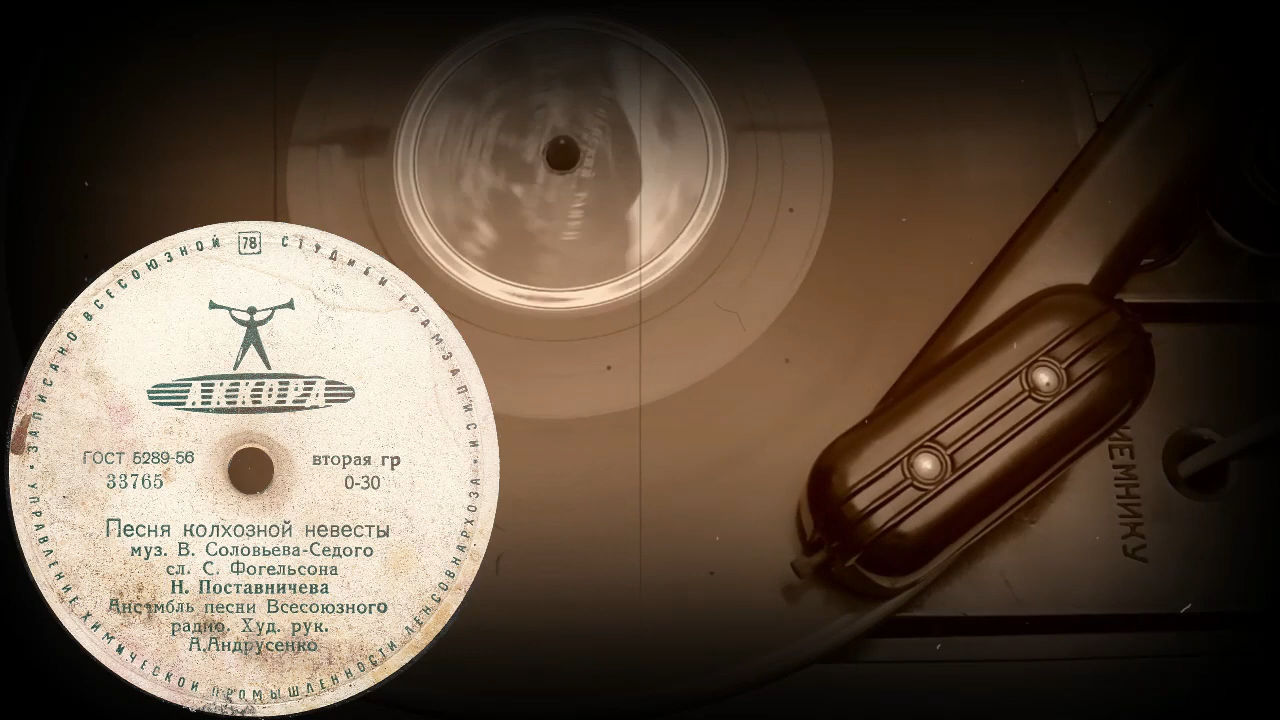 • ЗАПИСАНО ВСЕСОЮЗНОЙ 78 СТУДИЕЙ ГРАМЗАПИСИ •
УПРАВЛЕНИЕ ХИМИЧЕСКОЙ ПРОМЫШЛЕННОСТИ ЛЕНСОВНАРХОЗА
АККОРД
ГОСТ 5289-56 вторая гр
33765 0-30
Песня колхозной невесты
муз. В. Соловьева-Седого
сл. С. Фогельсона
Н. Поставничева
Ансамбль песни Всесоюзного
радио. Худ. рук.
А.Андрусенко